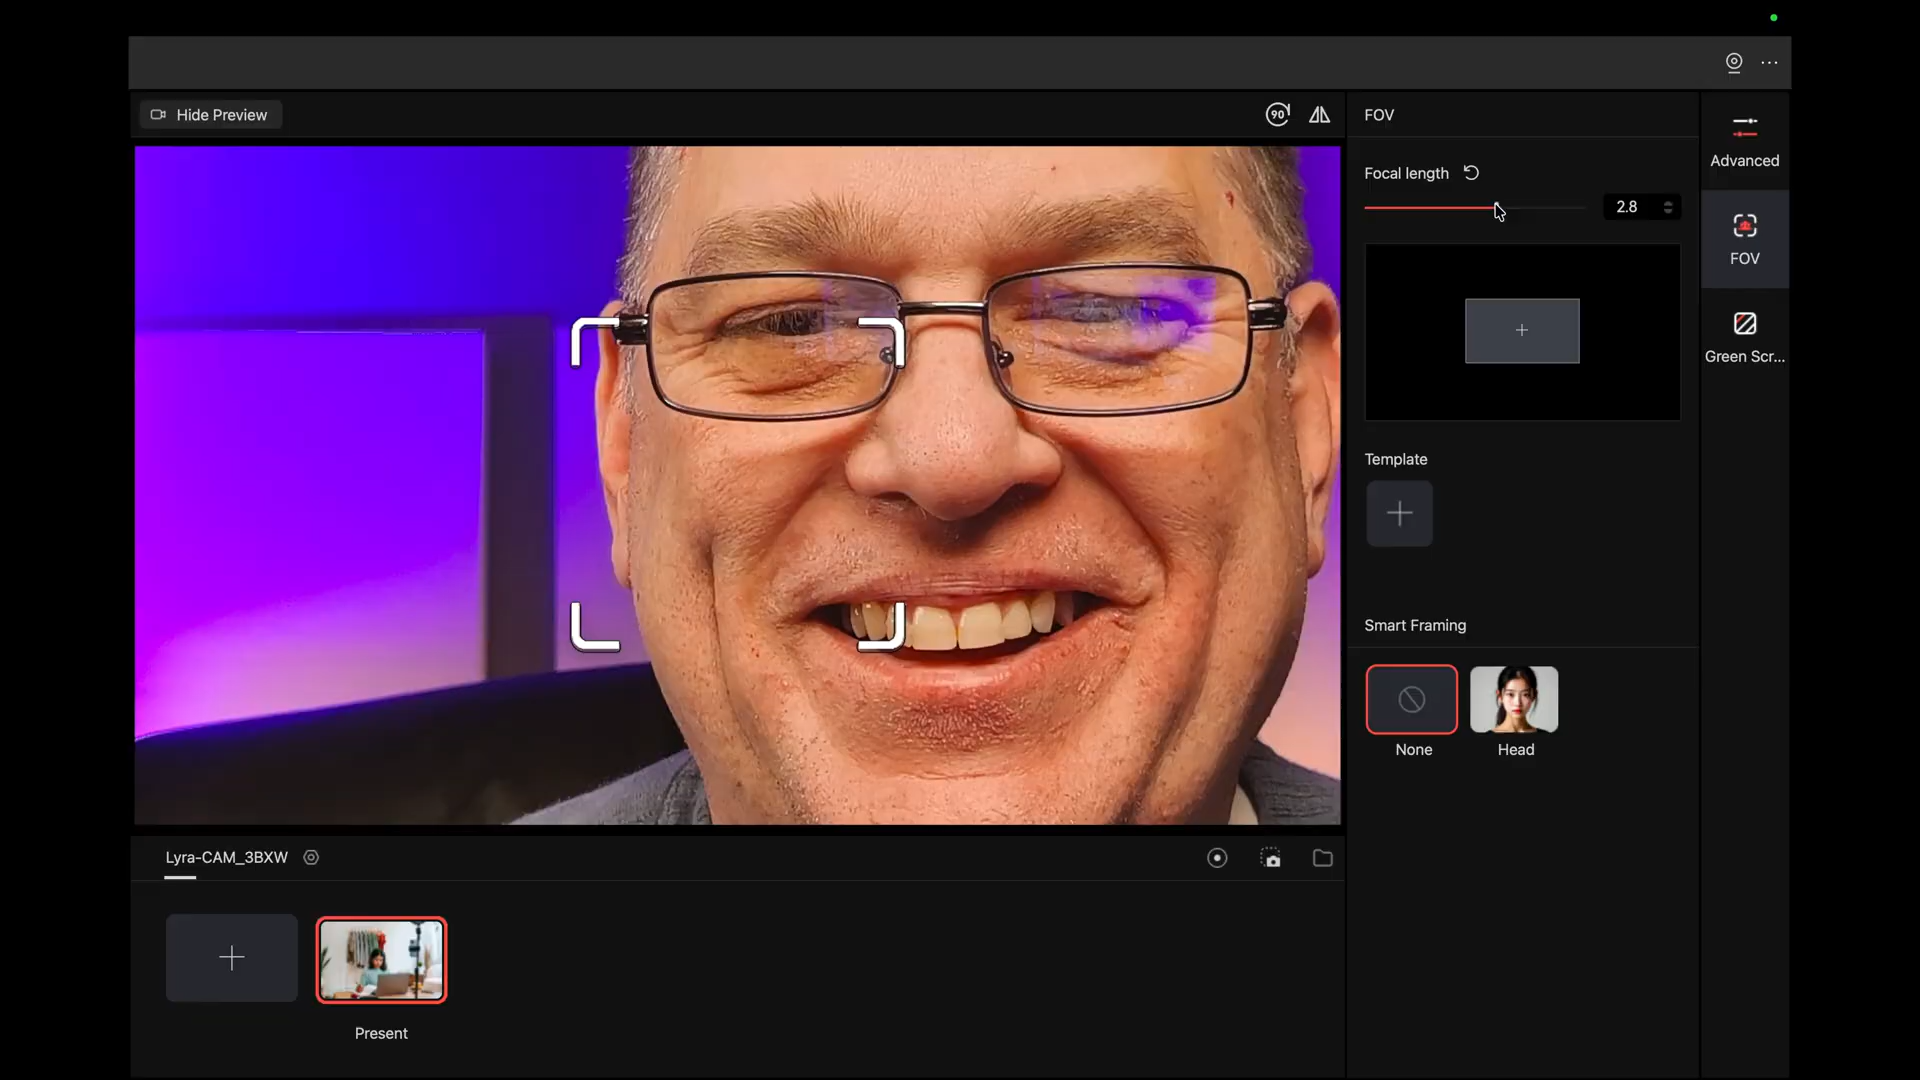 Hide Preview
90
FOV
Focal length
2.8
Advanced
FOV
Green Scr...
Template
Smart Framing
None
Head
Lyra-CAM_3BXW
Present